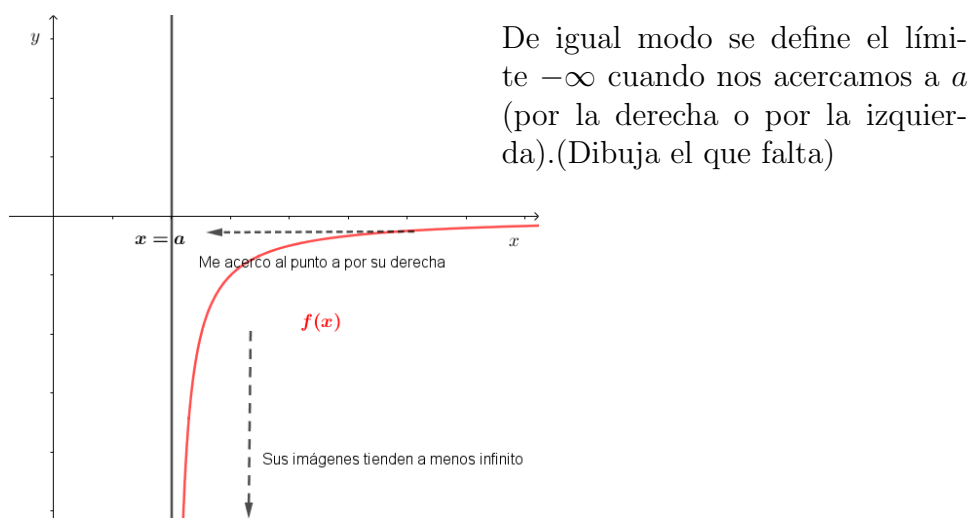 De igual modo se define el lími-
te −∞ cuando nos acercamos a a
(por la derecha o por la izquier-
da).(Dibuja el que falta)
y
x = a
x
Me acerco al punto a por su derecha
f(x)
Sus imágenes tienden a menos infinito